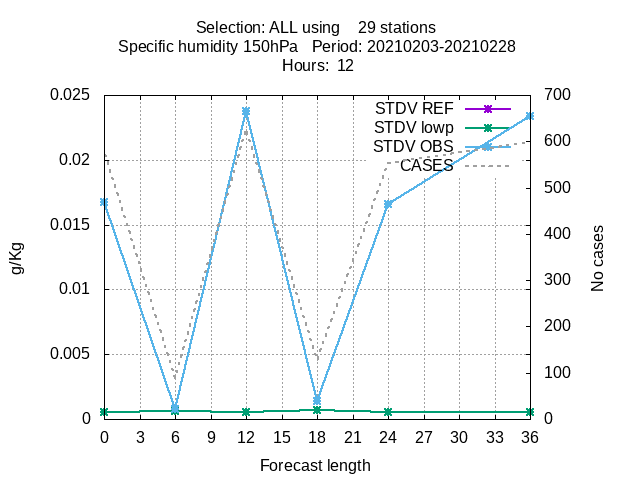 Selection: ALL using    29 stations
Specific humidity 150hPa   Period: 20210203-20210228
Hours:  12
STDV REF
STDV lowp
STDV OBS
CASES
0.025
0.02
0.015
0.01
0.005
0
700
600
500
400
300
200
100
0
g/Kg
No cases
0 3 6 9 12 15 18 21 24 27 30 33 36
Forecast length